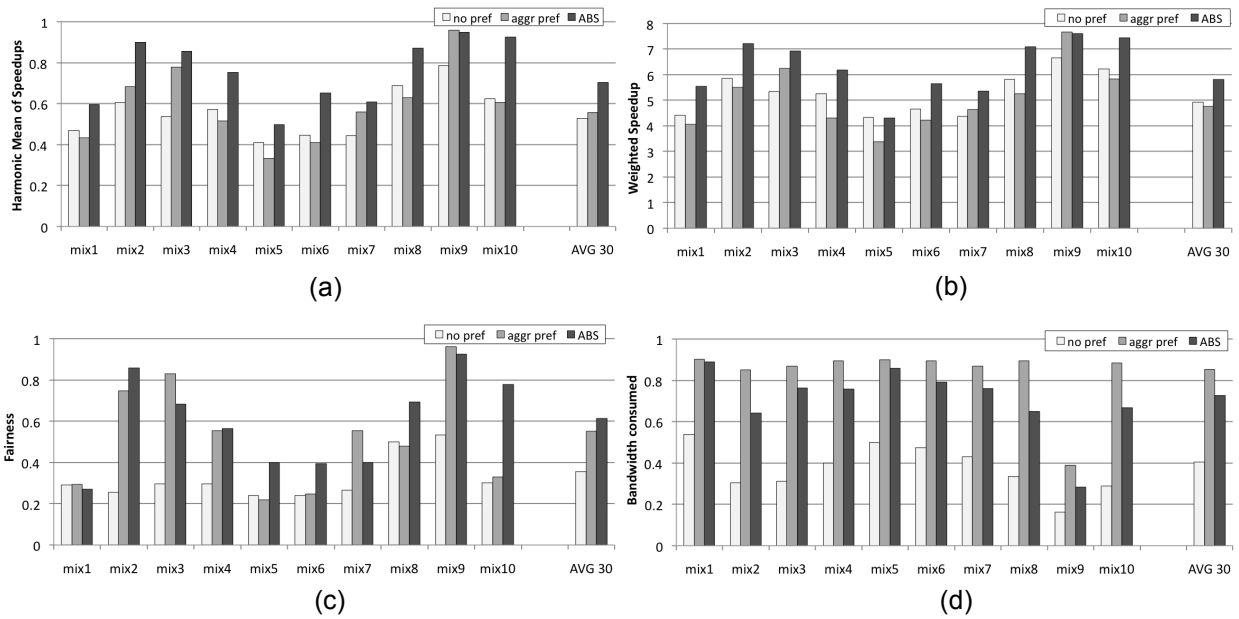 no pref aggr pref ABS
Harmonic Mean of Speedups
1
0.8
0.6
0.4
0.2
0
mix1 mix2 mix3 mix4 mix5 mix6 mix7 mix8 mix9 mix10 AVG 30
(a)
no pref aggr pref ABS
Weighted Speedup
8
7
6
5
4
3
2
1
0
mix1 mix2 mix3 mix4 mix5 mix6 mix7 mix8 mix9 mix10 AVG 30
(b)
no pref aggr pref ABS
Fairness
1
0.8
0.6
0.4
0.2
0
mix1 mix2 mix3 mix4 mix5 mix6 mix7 mix8 mix9 mix10 AVG 30
(c)
no pref aggr pref ABS
Bandwidth consumed
1
0.8
0.6
0.4
0.2
0
mix1 mix2 mix3 mix4 mix5 mix6 mix7 mix8 mix9 mix10 AVG 30
(d)